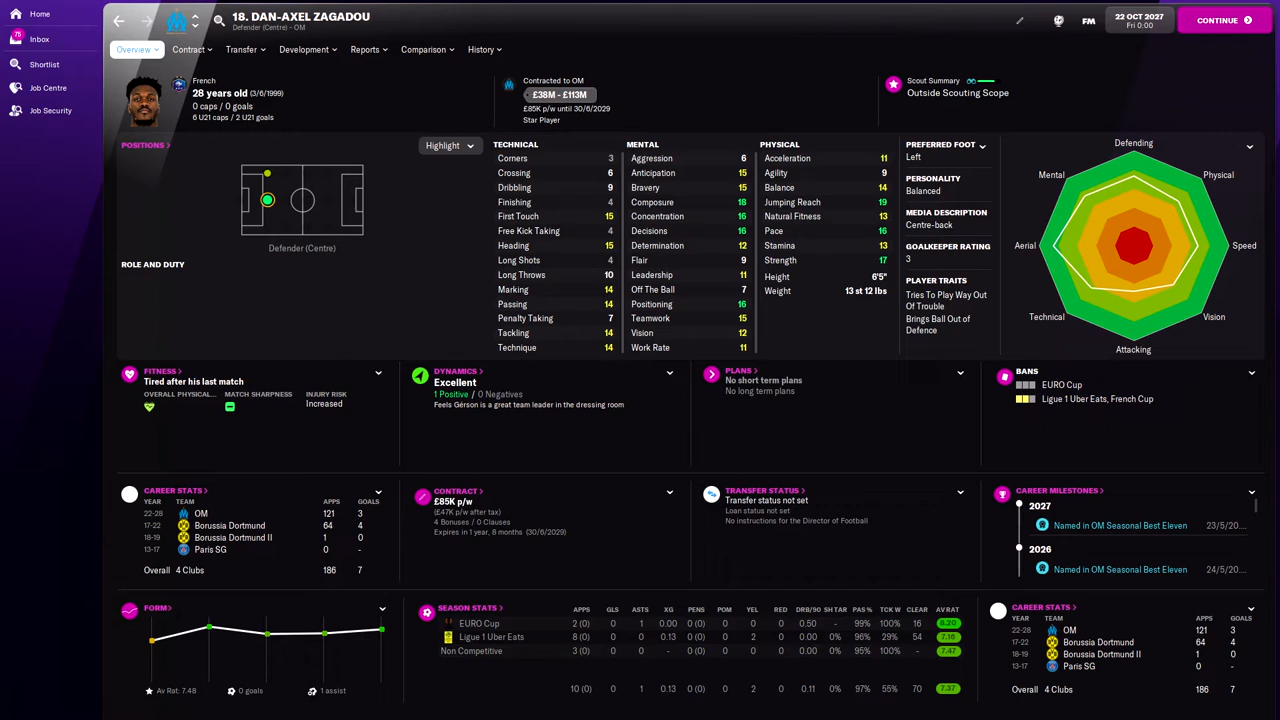 Home
75
Inbox
Shortlist
Job Centre
Job Security
18. DAN-AXEL ZAGADOU
Defender (Centre) - OM
FM
22 OCT 2027
Fri 0:00
CONTINUE
Overview
Contract
Transfer
Development
Reports
Comparison
History
French
28 years old (3/6/1999)
0 caps / 0 goals
6 U21 caps / 2 U21 goals
Contracted to OM
£38M - £113M
£85K p/w until 30/6/2029
Star Player
Scout Summary
Outside Scouting Scope
POSITIONS
Highlight
Defender (Centre)
ROLE AND DUTY
TECHNICAL
Corners 3
Crossing 6
Dribbling 9
Finishing 4
First Touch 15
Free Kick Taking 4
Heading 15
Long Shots 4
Long Throws 10
Marking 14
Passing 14
Penalty Taking 7
Tackling 14
Technique 14
MENTAL
Aggression 6
Anticipation 15
Bravery 15
Composure 18
Concentration 16
Decisions 16
Determination 12
Flair 9
Leadership 11
Off The Ball 7
Positioning 16
Teamwork 15
Vision 12
Work Rate 11
PHYSICAL
Acceleration 11
Agility 9
Balance 14
Jumping Reach 19
Natural Fitness 13
Pace 16
Stamina 13
Strength 17
Height 6'5"
Weight 13 st 12 lbs
PREFERRED FOOT
Left
PERSONALITY
Balanced
MEDIA DESCRIPTION
Centre-back
GOALKEEPER RATING
3
PLAYER TRAITS
Tries To Play Way Out
Of Trouble
Brings Ball Out of
Defence
Defending
Mental
Physical
Aerial
Speed
Technical
Vision
Attacking
FITNESS
Tired after his last match
OVERALL PHYSICAL... MATCH SHARPNESS INJURY RISK
Increased
DYNAMICS
Excellent
1 Positive / 0 Negatives
Feels Gérson is a great team leader in the dressing room
PLANS
No short term plans
No long term plans
BANS
EURO Cup
Ligue 1 Uber Eats, French Cup
CAREER STATS
YEAR TEAM APPS GOALS
22-28 OM 121 3
17-22 Borussia Dortmund 64 4
18-19 Borussia Dortmund II 1 0
13-17 Paris SG 0 -
Overall 4 Clubs 186 7
CONTRACT
£85K p/w
(£47K p/w after tax)
4 Bonuses / 0 Clauses
Expires in 1 year, 8 months (30/6/2029)
TRANSFER STATUS
Transfer status not set
Loan status not set
No instructions for the Director of Football
CAREER MILESTONES
2027
Named in OM Seasonal Best Eleven 23/5/20....
2026
Named in OM Seasonal Best Eleven 24/5/20....
FORM
Av Rat: 7.48 0 goals 1 assist
SEASON STATS APPS GLS ASTS XG PENS POM YEL RED DRB/90 SH TAR PAS % TCK W CLEAR AV RAT
EURO Cup 2 (0) 0 1 0.00 0 (0) 0 0 0 0.50 - 99% 100% 16 8.20
Ligue 1 Uber Eats 8 (0) 0 0 0.13 0 (0) 0 2 0 0.00 0% 96% 29% 54 7.16
Non Competitive 3 (0) 0 0 - 0 (0) 0 0 0 0.00 0% 95% 100% - 7.47
10 (0) 0 1 0.13 0 (0) 0 2 0 0.11 0% 97% 55% 70 7.37
CAREER STATS
YEAR TEAM APPS GOALS
22-28 OM 121 3
17-22 Borussia Dortmund 64 4
18-19 Borussia Dortmund II 1 0
13-17 Paris SG 0 -
Overall 4 Clubs 186 7